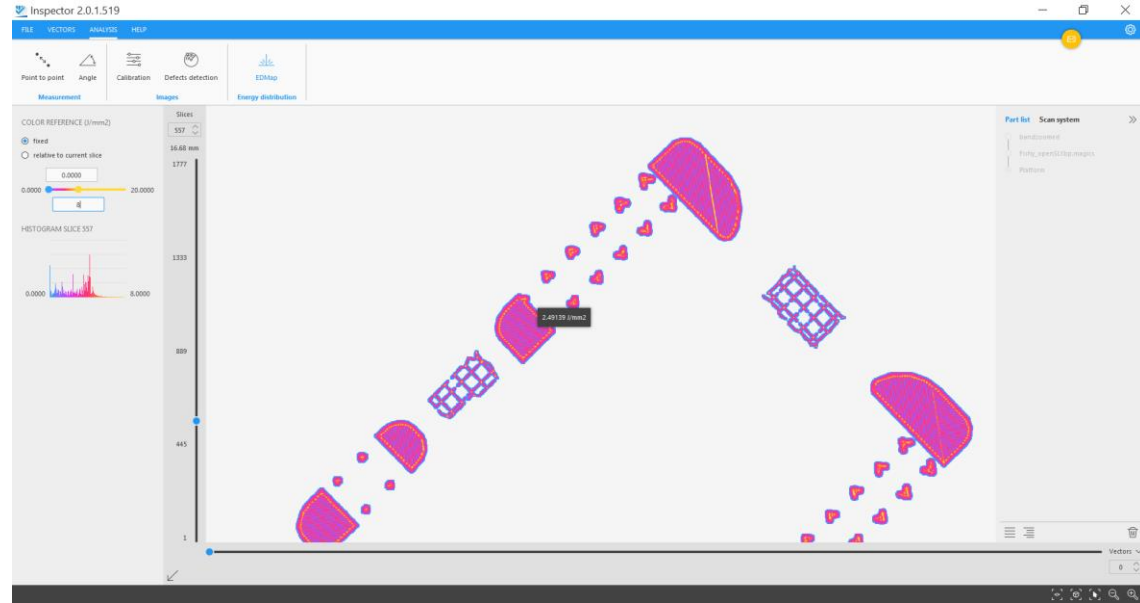 Inspector 2.0.1.519
FILE VECTORS ANALYSIS HELP
Point to point Angle Calibration Defects detection EDMap
Measurement Images Energy distribution
COLOR REFERENCE (J/mm2)
fixed
relative to current slice
0.0000
0.0000 20.0000
8
HISTOGRAM SLICE 557
0.0000 8.0000
Slices
557
16.68 mm
1777
1333
889
445
1
2.49139 J/mm2
Part list Scan system
Platform
Vectors
0